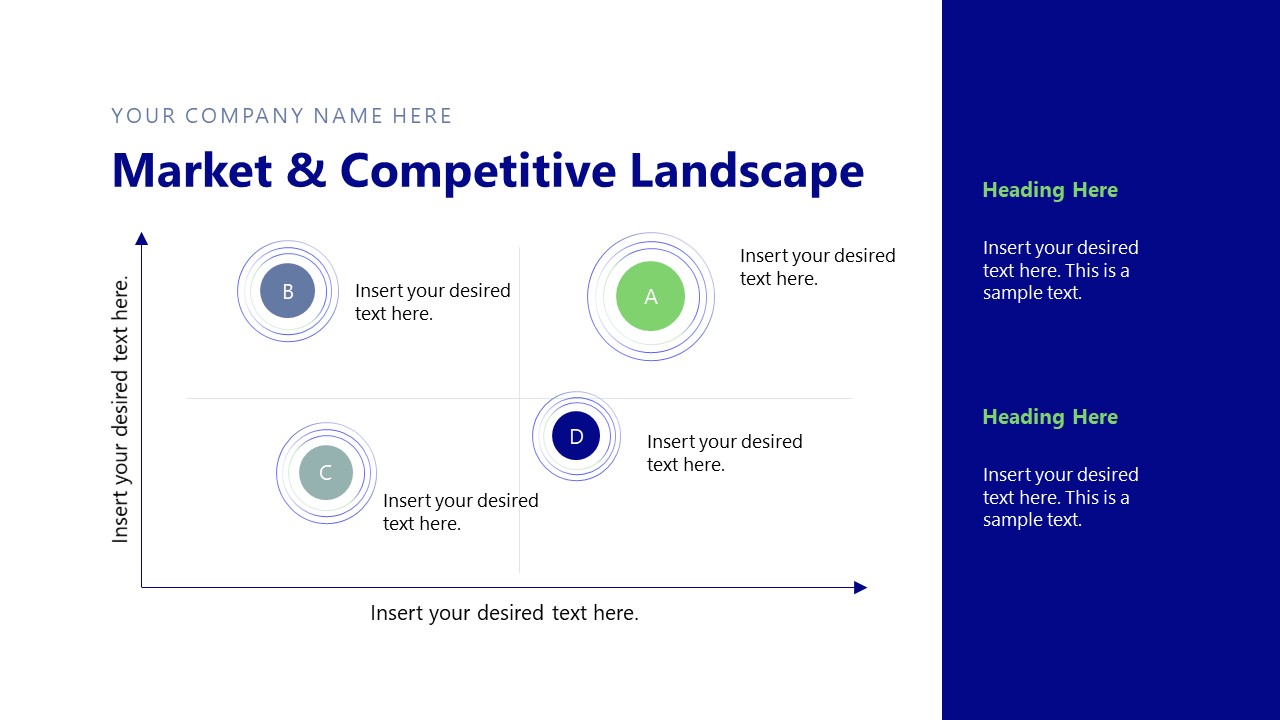 YOUR COMPANY NAME HERE
Market & Competitive Landscape
Insert your desired text here.
B
Insert your desired
text here.
A
Insert your desired
text here.
C
Insert your desired
text here.
D
Insert your desired
text here.
Insert your desired text here.
Heading Here
Insert your desired
text here. This is a
sample text.
Heading Here
Insert your desired
text here. This is a
sample text.